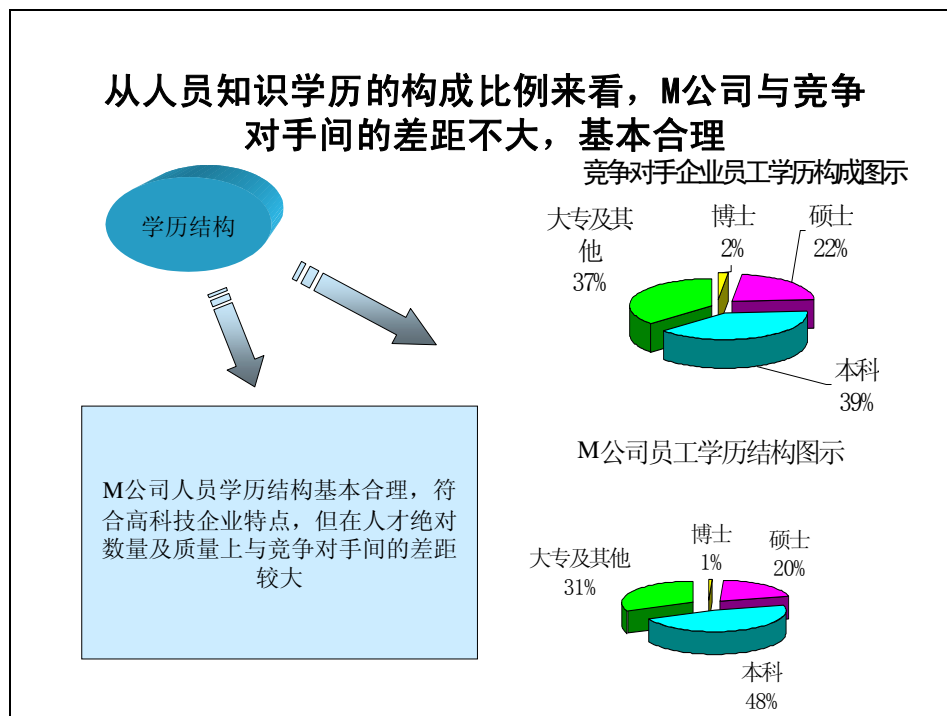 从人员知识学历的构成比例来看，M公司与竞争
对手间的差距不大，基本合理
学历结构
竞争对手企业员工学历构成图示
大专及其
他
37%
博士
2%
硕士
22%
本科
39%
M公司人员学历结构基本合理，符
合高科技企业特点，但在人才绝对
数量及质量上与竞争对手间的差距
较大
M公司员工学历结构图示
大专及其他
31%
博士
1%
硕士
20%
本科
48%